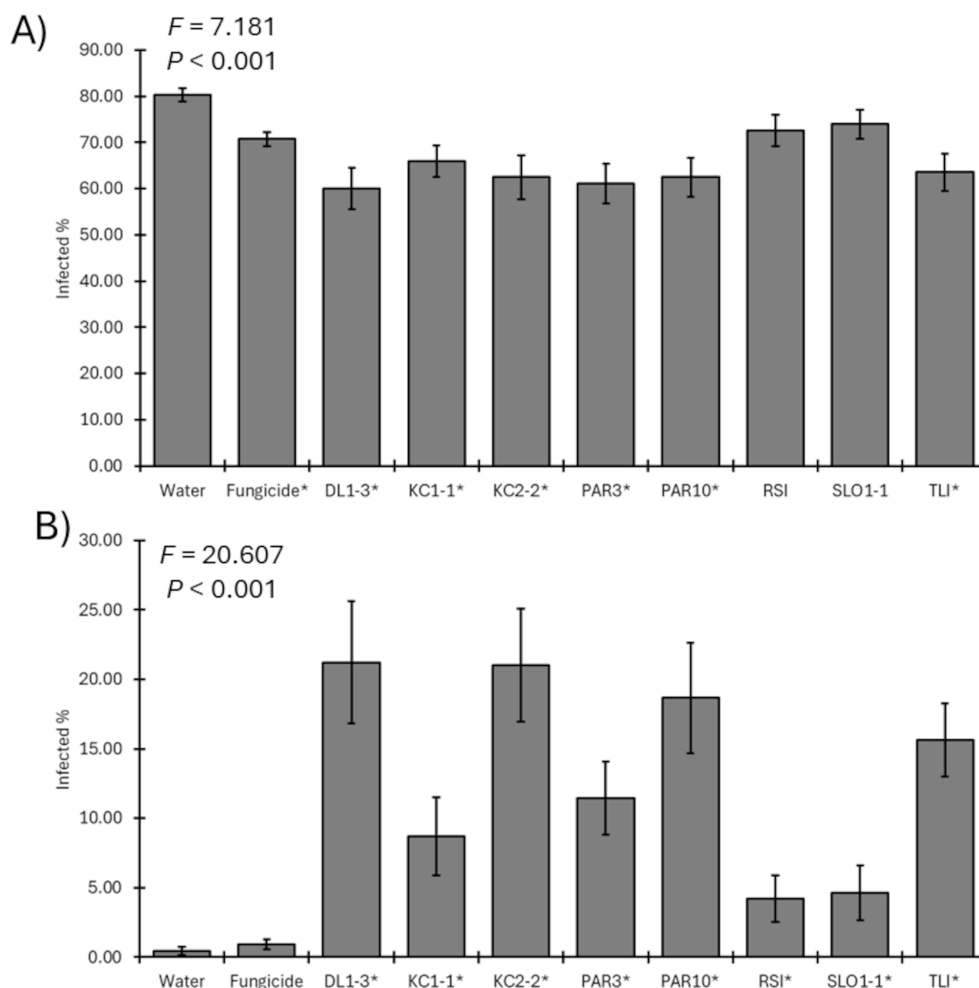 A)
F = 7.181
P < 0.001
90.00
80.00
70.00
60.00
50.00
40.00
30.00
20.00
10.00
0.00
Infected %
Water Fungicide* DL1-3* KC1-1* KC2-2* PAR3* PAR10* RSI SLO1-1 TLI*
B)
F = 20.607
P < 0.001
30.00
25.00
20.00
15.00
10.00
5.00
0.00
Infected %
Water Fungicide DL1-3* KC1-1* KC2-2* PAR3* PAR10* RSI* SLO1-1* TLI*